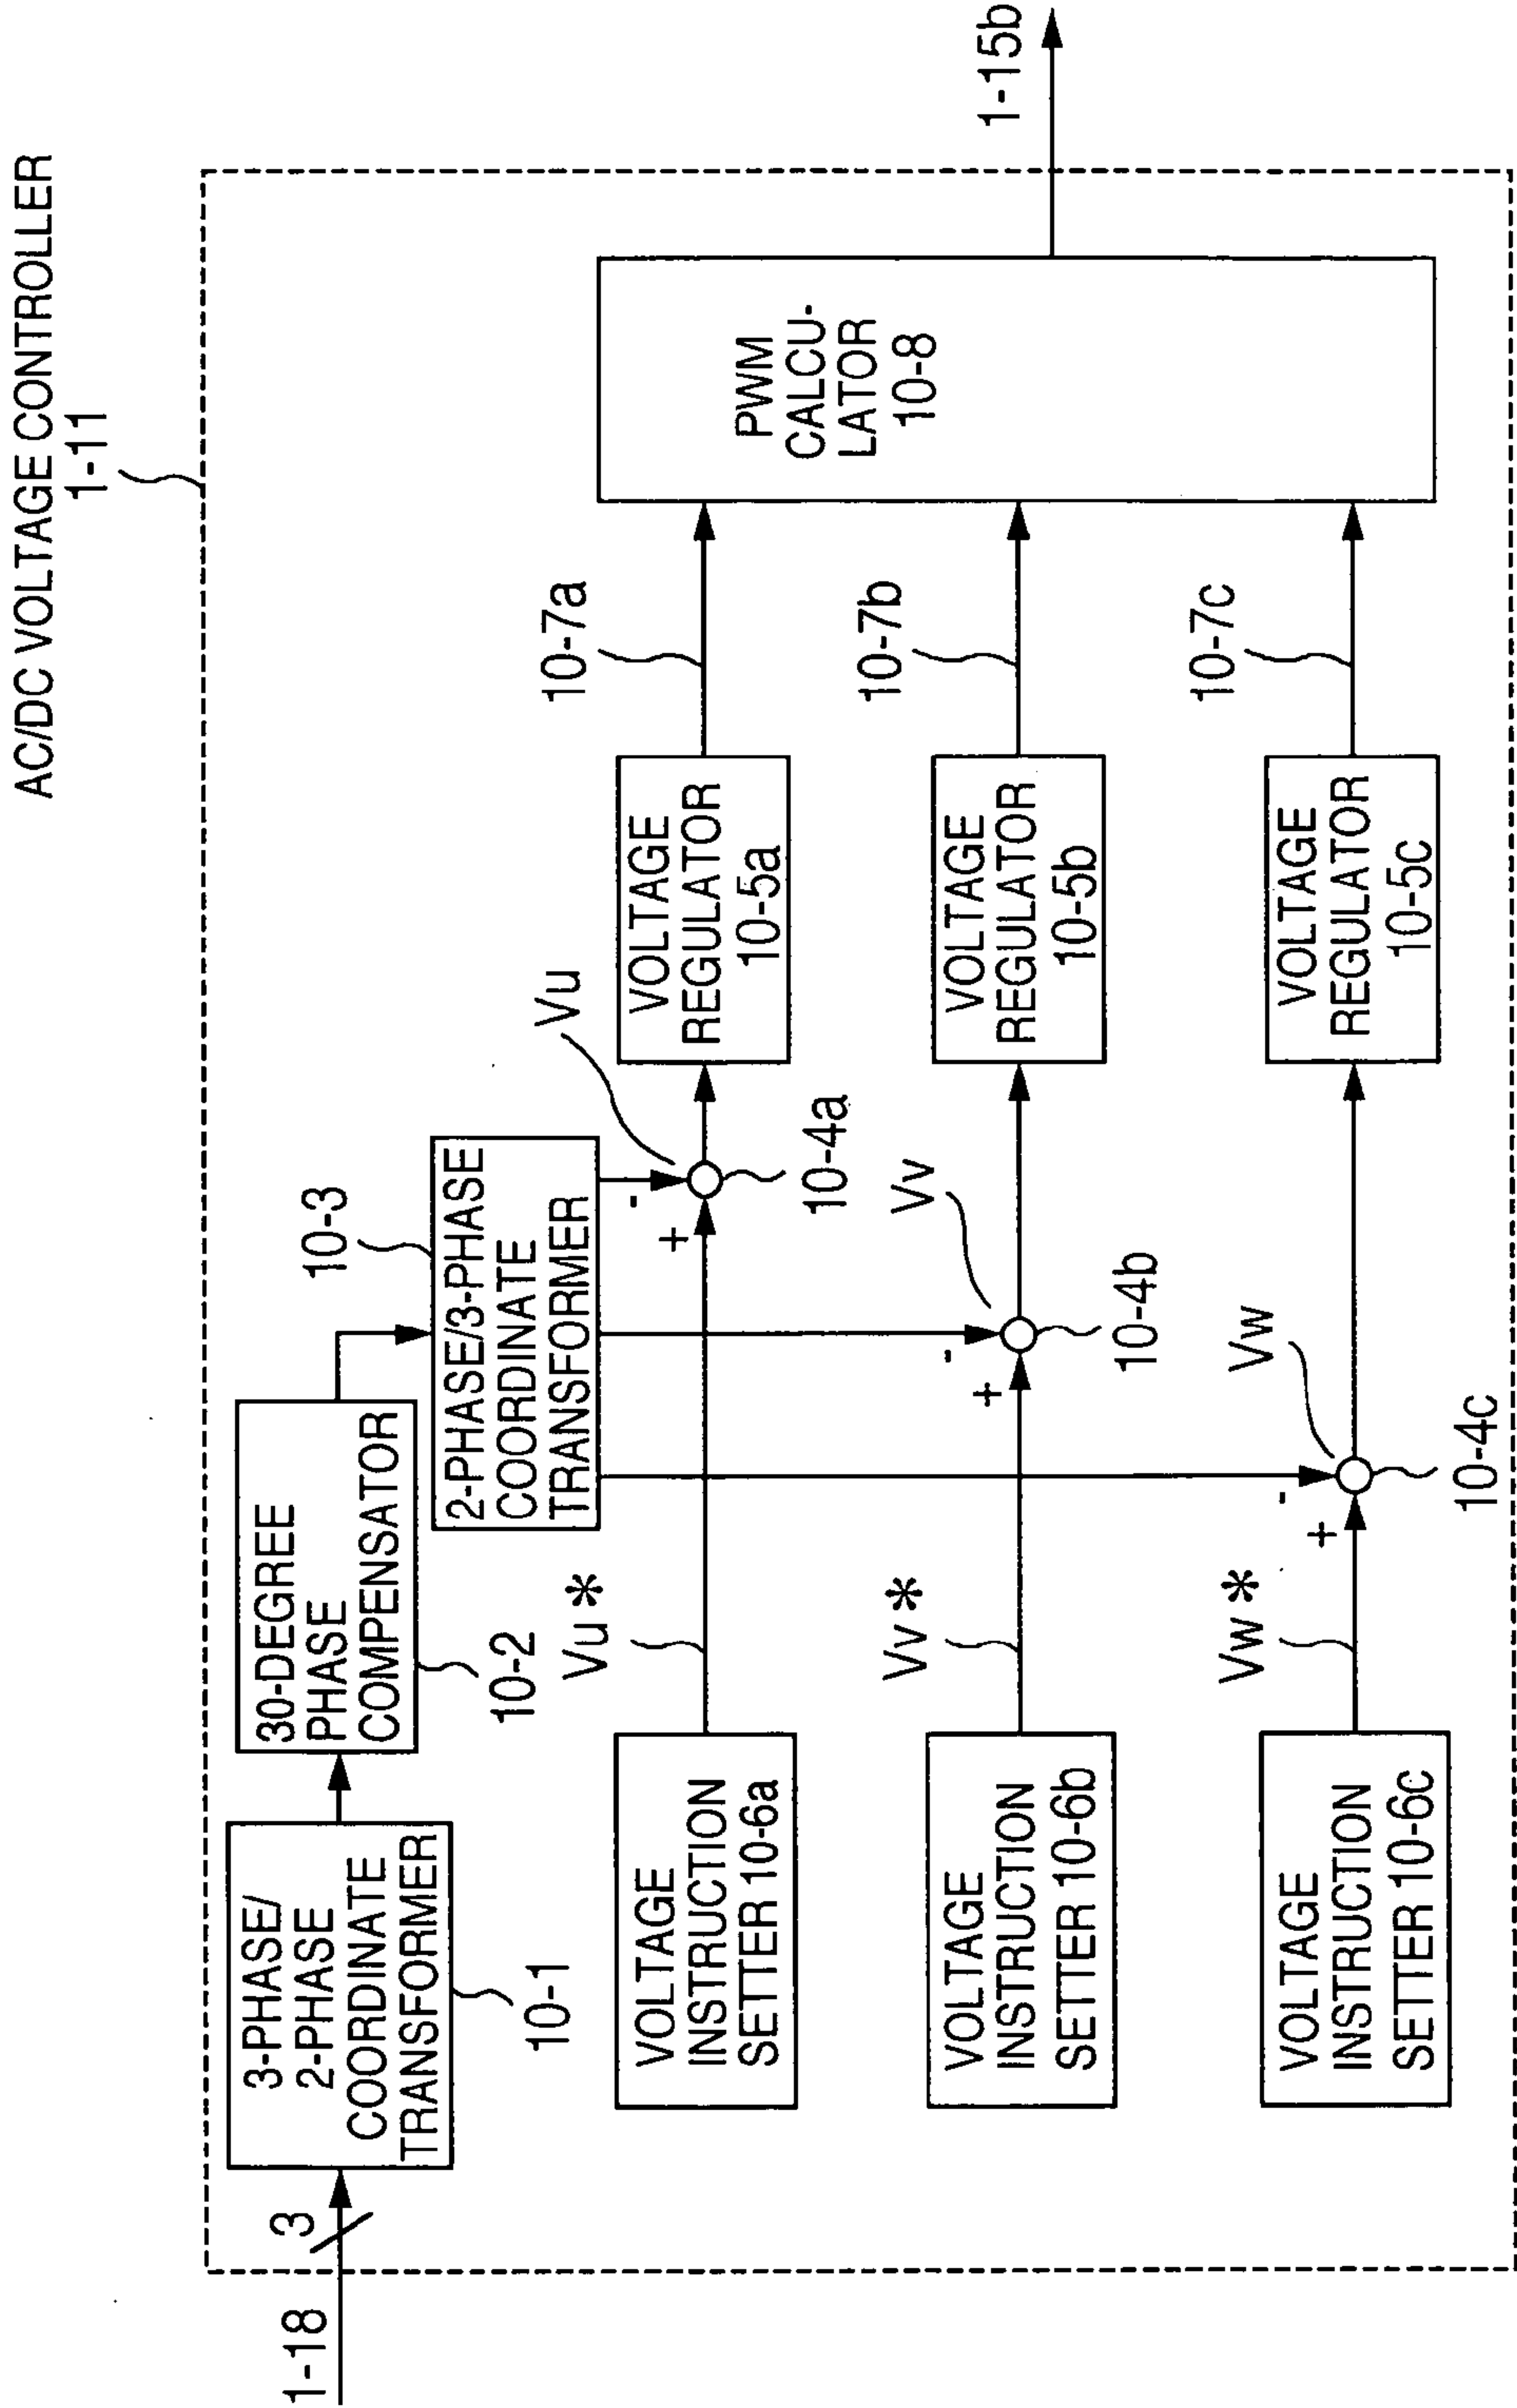 AC/DC VOLTAGE CONTROLLER
1-11
1-18
3
3-PHASE/
2-PHASE
COORDINATE
TRANSFORMER
10-1
30-DEGREE
PHASE
COMPENSATOR
10-2
10-3
2-PHASE/3-PHASE
COORDINATE
TRANSFORMER
VOLTAGE
INSTRUCTION
SETTER 10-6a
Vu*
+
-
Vu
10-4a
VOLTAGE
REGULATOR
10-5a
10-7a
VOLTAGE
INSTRUCTION
SETTER 10-6b
Vv*
+
-
Vv
10-4b
VOLTAGE
REGULATOR
10-5b
10-7b
VOLTAGE
INSTRUCTION
SETTER 10-6c
Vw*
+
-
Vw
10-4c
VOLTAGE
REGULATOR
10-5c
10-7c
PWM
CALCU-
LATOR
10-8
1-15b